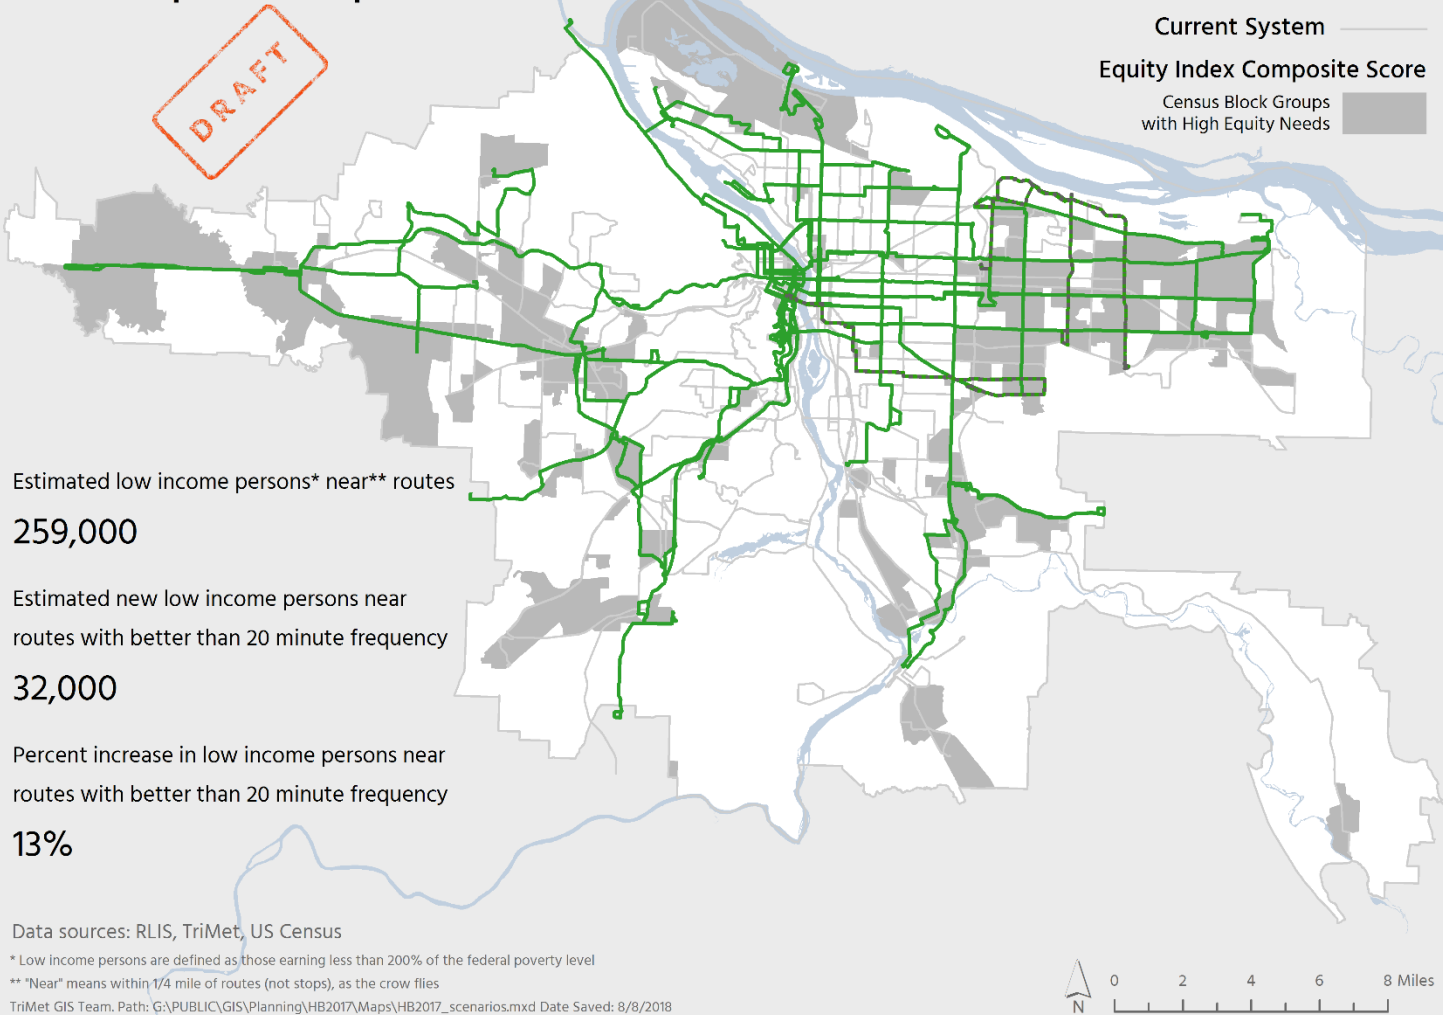 DRAFT
Current System
Equity Index Composite Score
Census Block Groups
with High Equity Needs
Estimated low income persons* near** routes
259,000
Estimated new low income persons near
routes with better than 20 minute frequency
32,000
Percent increase in low income persons near
routes with better than 20 minute frequency
13%
Data sources: RLIS, TriMet, US Census
* Low income persons are defined as those earning less than 200% of the federal poverty level
** "Near" means within 1/4 mile of routes (not stops), as the crow flies
TriMet GIS Team. Path: G:\PUBLIC\GIS\Planning\HB2017\Maps\HB2017_scenarios.mxd Date Saved: 8/8/2018
N
0 2 4 6 8 Miles